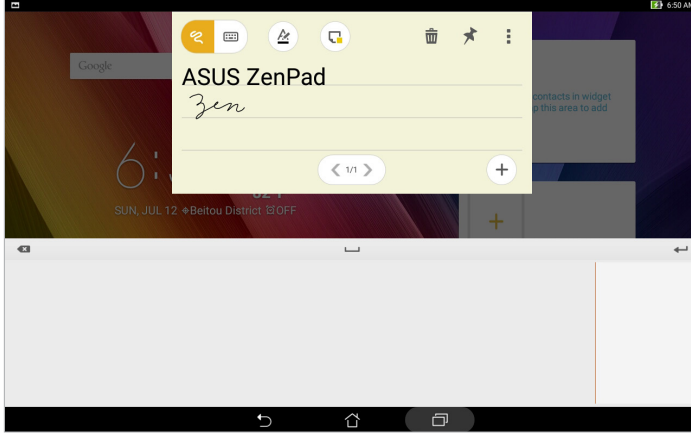 6:50 AM
Google
ASUS ZenPad
zen
contacts in widget
p this area to add
1/1
6:
SUN, JUL 12 Beitou District OFF